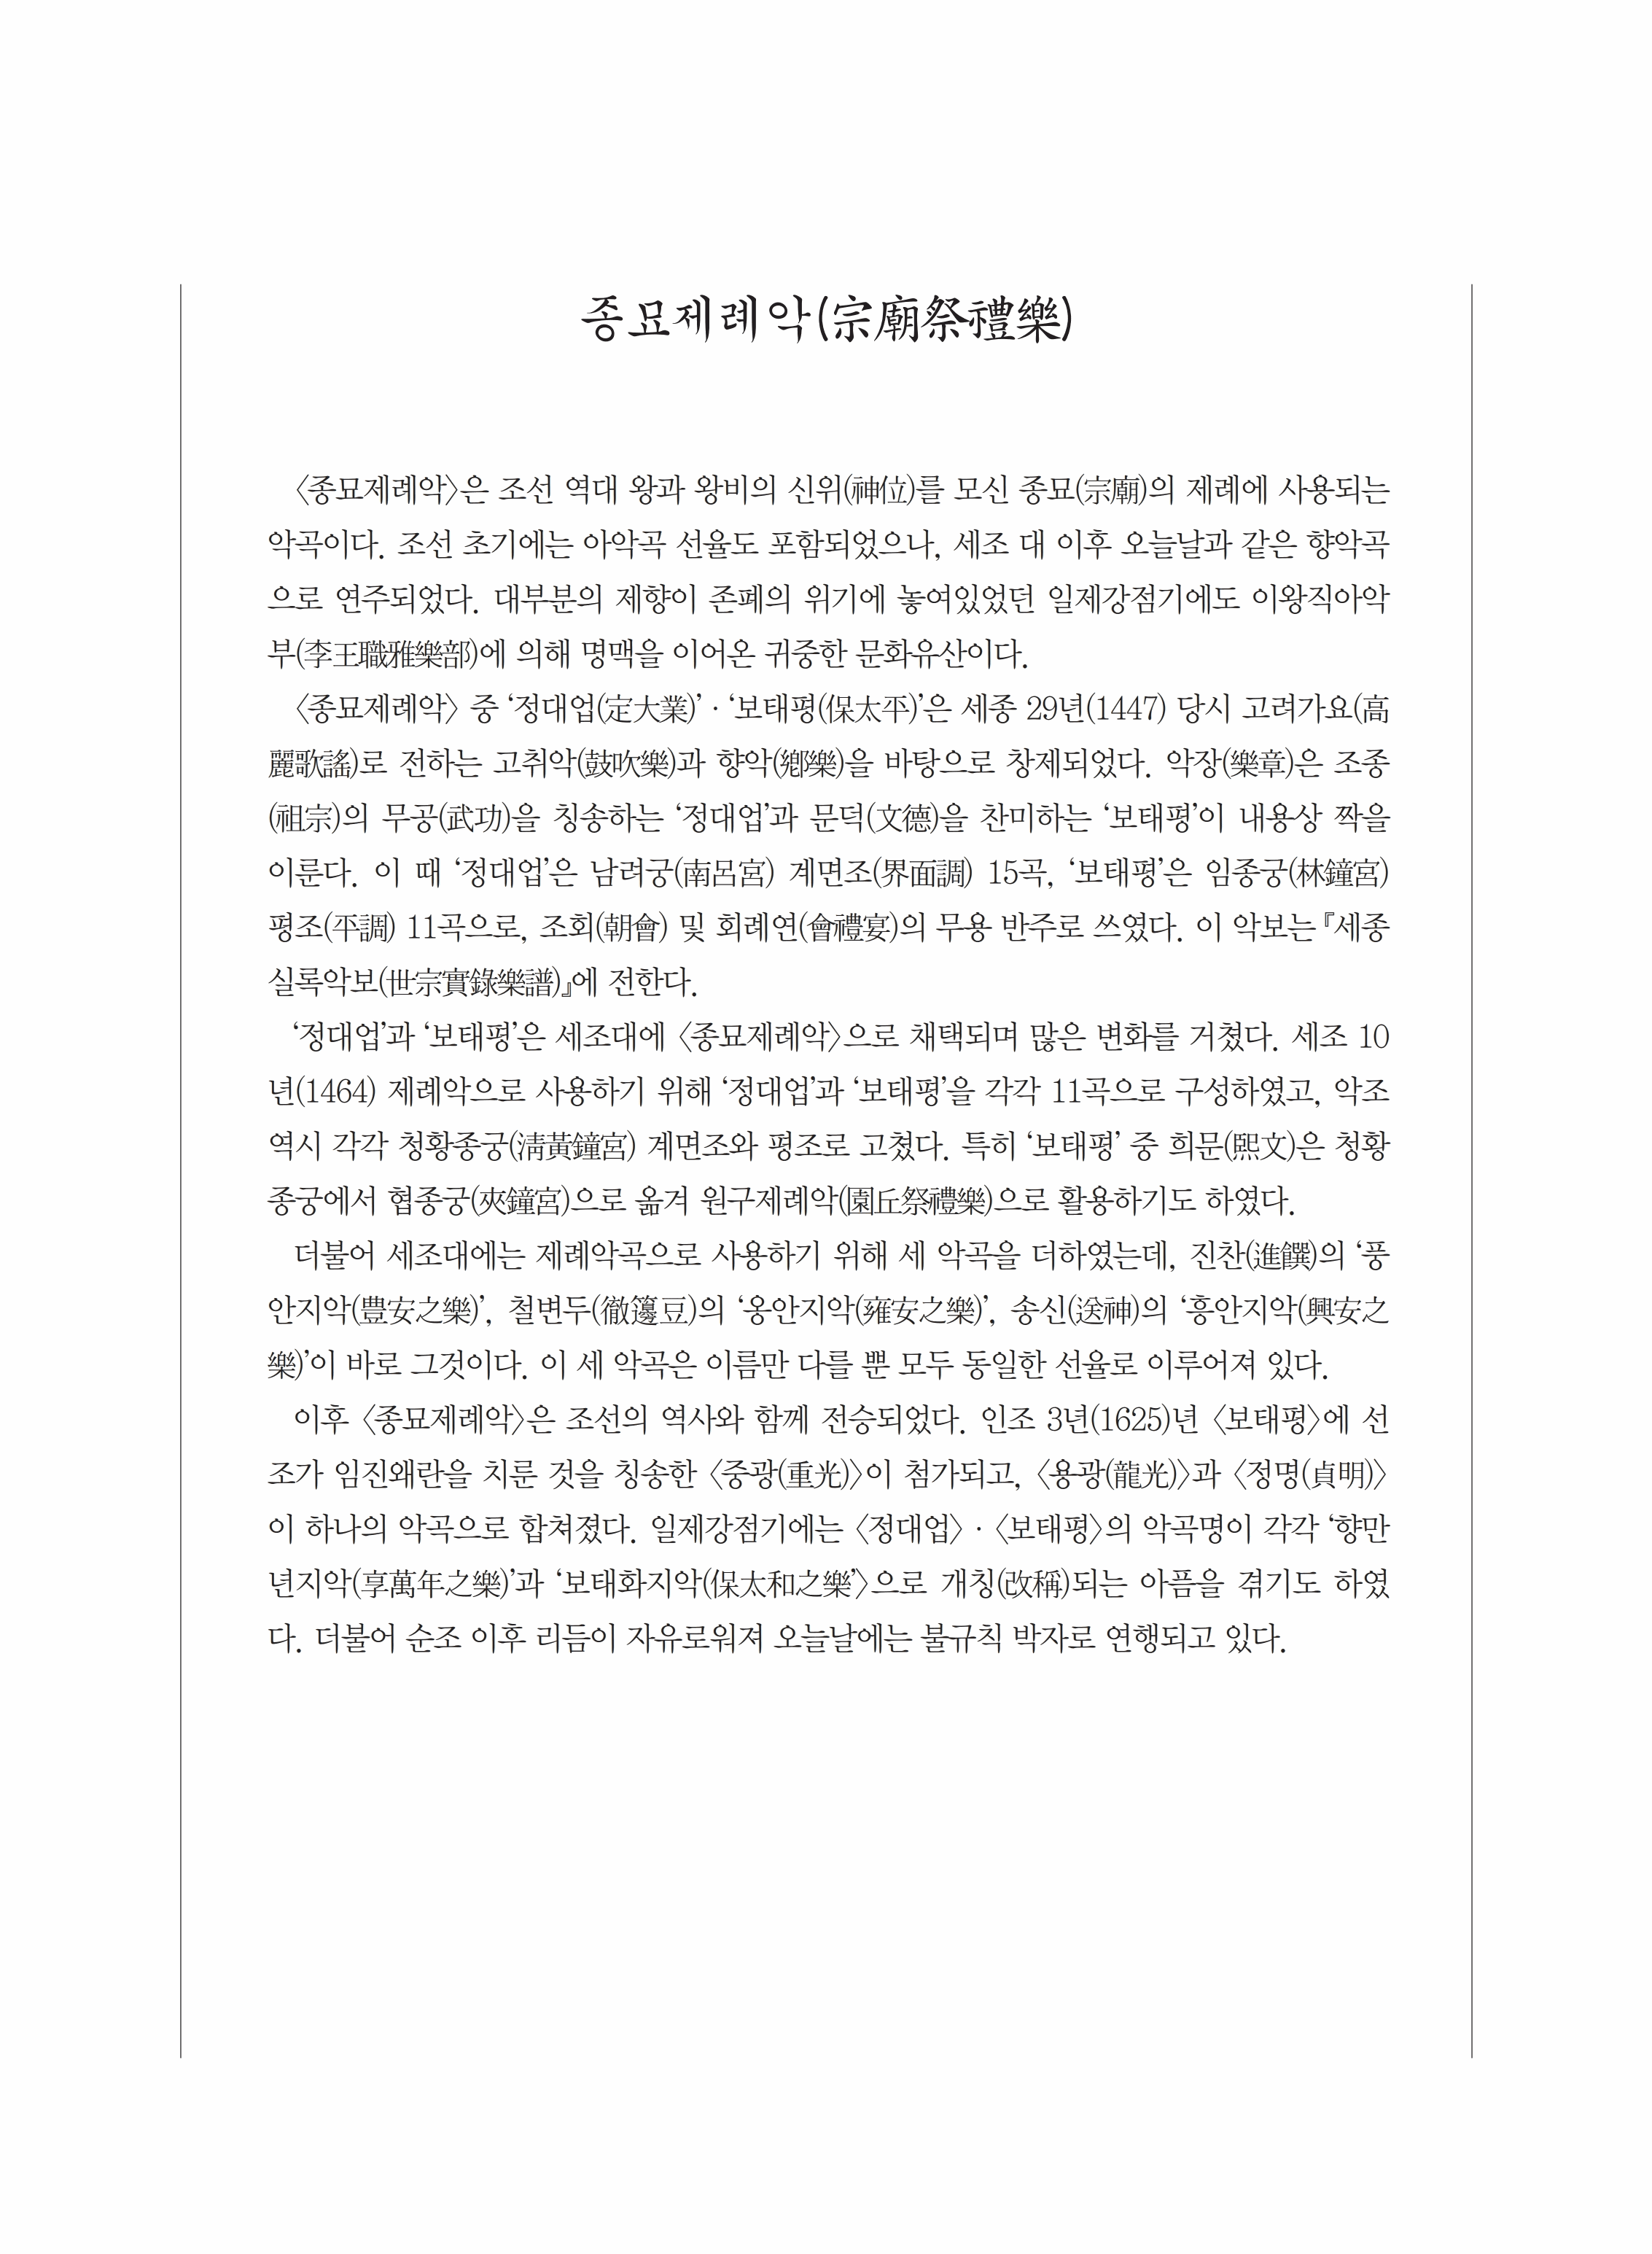 종묘제례악(宗廟祭禮樂)
〈종묘제례악〉은 조선 역대 왕과 왕비의 신위(神位)를 모신 종묘(宗廟)의 제례에 사용되는
악곡이다. 조선 초기에는 아악곡 선율도 포함되었으나, 세조 대 이후 오늘날과 같은 향악곡
으로 연주되었다. 대부분의 제향이 존폐의 위기에 놓여있었던 일제강점기에도 이왕직아악
부(李王職雅樂部)에 의해 명맥을 이어온 귀중한 문화유산이다.
〈종묘제례악〉 중 ‘정대업(定大業)’ · ‘보태평(保太平)’은 세종 29년(1447) 당시 고려가요(高
麗歌謠)로 전하는 고취악(鼓吹樂)과 향악(鄕樂)을 바탕으로 창제되었다. 악장(樂章)은 조종
(祖宗)의 무공(武功)을 칭송하는 ‘정대업’과 문덕(文德)을 찬미하는 ‘보태평’이 내용상 짝을
이룬다. 이 때 ‘정대업’은 남려궁(南呂宮) 계면조(界面調) 15곡, ‘보태평’은 임종궁(林鐘宮)
평조(平調) 11곡으로, 조회(朝會) 및 회례연(會禮宴)의 무용 반주로 쓰였다. 이 악보는 『세종
실록악보(世宗實錄樂譜)』에 전한다.
‘정대업’과 ‘보태평’은 세조대에 〈종묘제례악〉으로 채택되며 많은 변화를 거쳤다. 세조 10
년(1464) 제례악으로 사용하기 위해 ‘정대업’과 ‘보태평’을 각각 11곡으로 구성하였고, 악조
역시 각각 청황종궁(淸黃鐘宮) 계면조와 평조로 고쳤다. 특히 ‘보태평’ 중 희문(熙文)은 청황
종궁에서 협종궁(夾鐘宮)으로 옮겨 원구제례악(園丘祭禮樂)으로 활용하기도 하였다.
더불어 세조대에는 제례악곡으로 사용하기 위해 세 악곡을 더하였는데, 진찬(進饌)의 ‘풍
안지악(豊安之樂)’, 철변두(徹籩豆)의 ‘옹안지악(雍安之樂)’, 송신(送神)의 ‘흥안지악(興安之
樂)’이 바로 그것이다. 이 세 악곡은 이름만 다를 뿐 모두 동일한 선율로 이루어져 있다.
이후 〈종묘제례악〉은 조선의 역사와 함께 전승되었다. 인조 3년(1625)년 〈보태평〉에 선
조가 임진왜란을 치룬 것을 칭송한 〈중광(重光)〉이 첨가되고, 〈용광(龍光)〉과 〈정명(貞明)〉
이 하나의 악곡으로 합쳐졌다. 일제강점기에는 〈정대업〉 · 〈보태평〉의 악곡명이 각각 ‘향만
년지악(享萬年之樂)’과 ‘보태화지악(保太和之樂’〉으로 개칭(改稱)되는 아픔을 겪기도 하였
다. 더불어 순조 이후 리듬이 자유로워져 오늘날에는 불규칙 박자로 연행되고 있다.